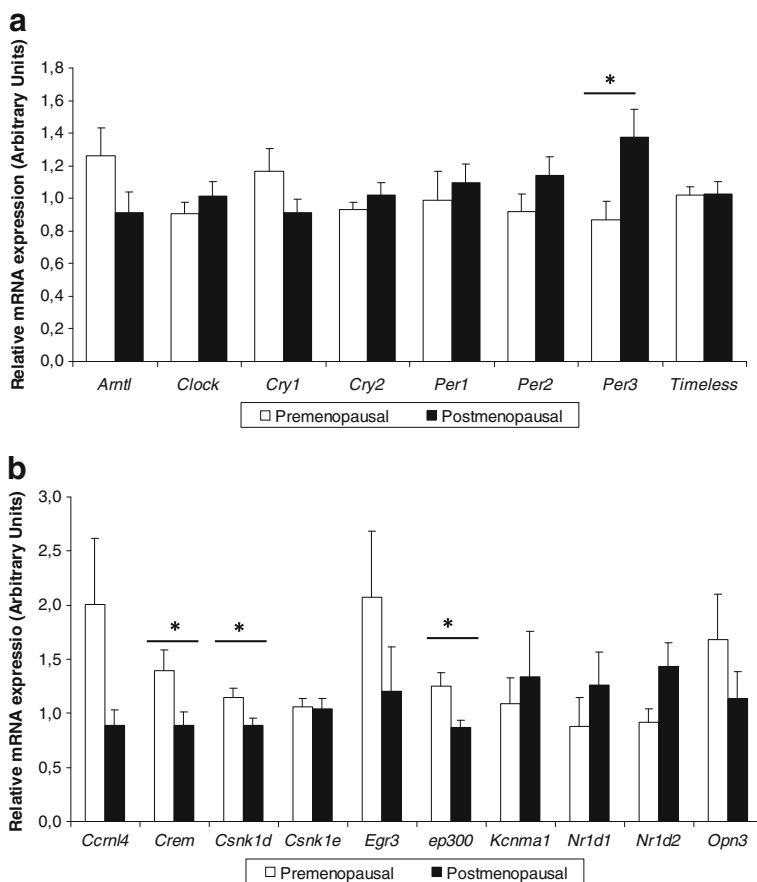 a
Relative mRNA expression (Arbitrary Units)
1,8
1,6
1,4
1,2
1,0
0,8
0,6
0,4
0,2
0,0
*
Arntl Clock Cry1 Cry2 Per1 Per2 Per3 Timeless
Premenopausal Postmenopausal
b
Relative mRNA expressio (Arbitrary Units)
3,0
2,5
2,0
1,5
1,0
0,5
0,0
* * *
Ccrnl4 Crem Csnk1d Csnk1e Egr3 ep300 Kcnma1 Nr1d1 Nr1d2 Opn3
Premenopausal Postmenopausal